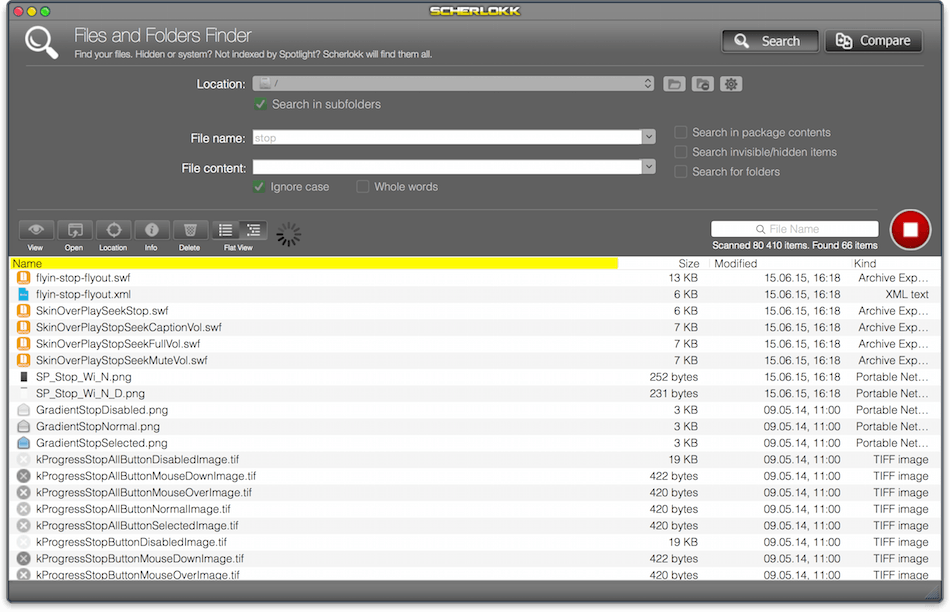 SCHERLOKK
Files and Folders Finder
Find your files. Hidden or system? Not indexed by Spotlight? Scherlokk will find them all.
Search
Compare
Location: /
Search in subfolders
File name: stop
File content:
Ignore case Whole words
Search in package contents
Search invisible/hidden items
Search for folders
View Open Location Info Delete Flat View
File Name
Scanned 80 410 items. Found 66 items
Name Size Modified Kind
flyin-stop-flyout.swf 13 KB 15.06.15, 16:18 Archive Exp...
flyin-stop-flyout.xml 6 KB 15.06.15, 16:18 XML text
SkinOverPlaySeekStop.swf 6 KB 15.06.15, 16:18 Archive Exp...
SkinOverPlayStopSeekCaptionVol.swf 7 KB 15.06.15, 16:18 Archive Exp...
SkinOverPlayStopSeekFullVol.swf 7 KB 15.06.15, 16:18 Archive Exp...
SkinOverPlayStopSeekMuteVol.swf 7 KB 15.06.15, 16:18 Archive Exp...
SP_Stop_Wi_N.png 252 bytes 15.06.15, 16:18 Portable Net...
SP_Stop_Wi_N_D.png 231 bytes 15.06.15, 16:18 Portable Net...
GradientStopDisabled.png 3 KB 09.05.14, 11:00 Portable Net...
GradientStopNormal.png 3 KB 09.05.14, 11:00 Portable Net...
GradientStopSelected.png 3 KB 09.05.14, 11:00 Portable Net...
kProgressStopAllButtonDisabledImage.tif 19 KB 09.05.14, 11:00 TIFF image
kProgressStopAllButtonMouseDownImage.tif 422 bytes 09.05.14, 11:00 TIFF image
kProgressStopAllButtonMouseOverImage.tif 420 bytes 09.05.14, 11:00 TIFF image
kProgressStopAllButtonNormalImage.tif 420 bytes 09.05.14, 11:00 TIFF image
kProgressStopAllButtonSelectedImage.tif 420 bytes 09.05.14, 11:00 TIFF image
kProgressStopButtonDisabledImage.tif 19 KB 09.05.14, 11:00 TIFF image
kProgressStopButtonMouseDownImage.tif 422 bytes 09.05.14, 11:00 TIFF image
kProgressStopButtonMouseOverImage.tif 420 bytes 09.05.14, 11:00 TIFF image